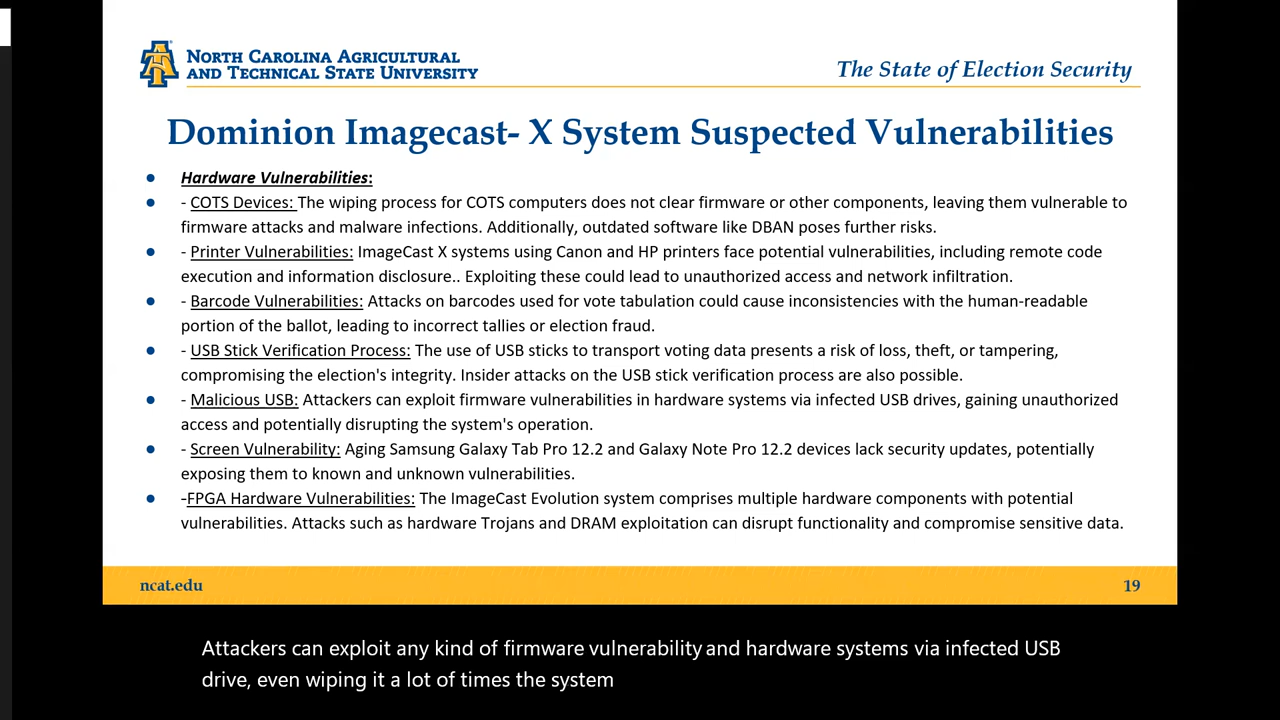 NORTH CAROLINA AGRICULTURAL
AND TECHNICAL STATE UNIVERSITY
The State of Election Security
Dominion Imagecast- X System Suspected Vulnerabilities
● Hardware Vulnerabilities:
● - COTS Devices: The wiping process for COTS computers does not clear firmware or other components, leaving them vulnerable to
firmware attacks and malware infections. Additionally, outdated software like DBAN poses further risks.
● - Printer Vulnerabilities: ImageCast X systems using Canon and HP printers face potential vulnerabilities, including remote code
execution and information disclosure.. Exploiting these could lead to unauthorized access and network infiltration.
● - Barcode Vulnerabilities: Attacks on barcodes used for vote tabulation could cause inconsistencies with the human-readable
portion of the ballot, leading to incorrect tallies or election fraud.
● - USB Stick Verification Process: The use of USB sticks to transport voting data presents a risk of loss, theft, or tampering,
compromising the election's integrity. Insider attacks on the USB stick verification process are also possible.
● - Malicious USB: Attackers can exploit firmware vulnerabilities in hardware systems via infected USB drives, gaining unauthorized
access and potentially disrupting the system's operation.
● - Screen Vulnerability: Aging Samsung Galaxy Tab Pro 12.2 and Galaxy Note Pro 12.2 devices lack security updates, potentially
exposing them to known and unknown vulnerabilities.
● -FPGA Hardware Vulnerabilities: The ImageCast Evolution system comprises multiple hardware components with potential
vulnerabilities. Attacks such as hardware Trojans and DRAM exploitation can disrupt functionality and compromise sensitive data.
ncat.edu
19
Attackers can exploit any kind of firmware vulnerability and hardware systems via infected USB
drive, even wiping it a lot of times the system